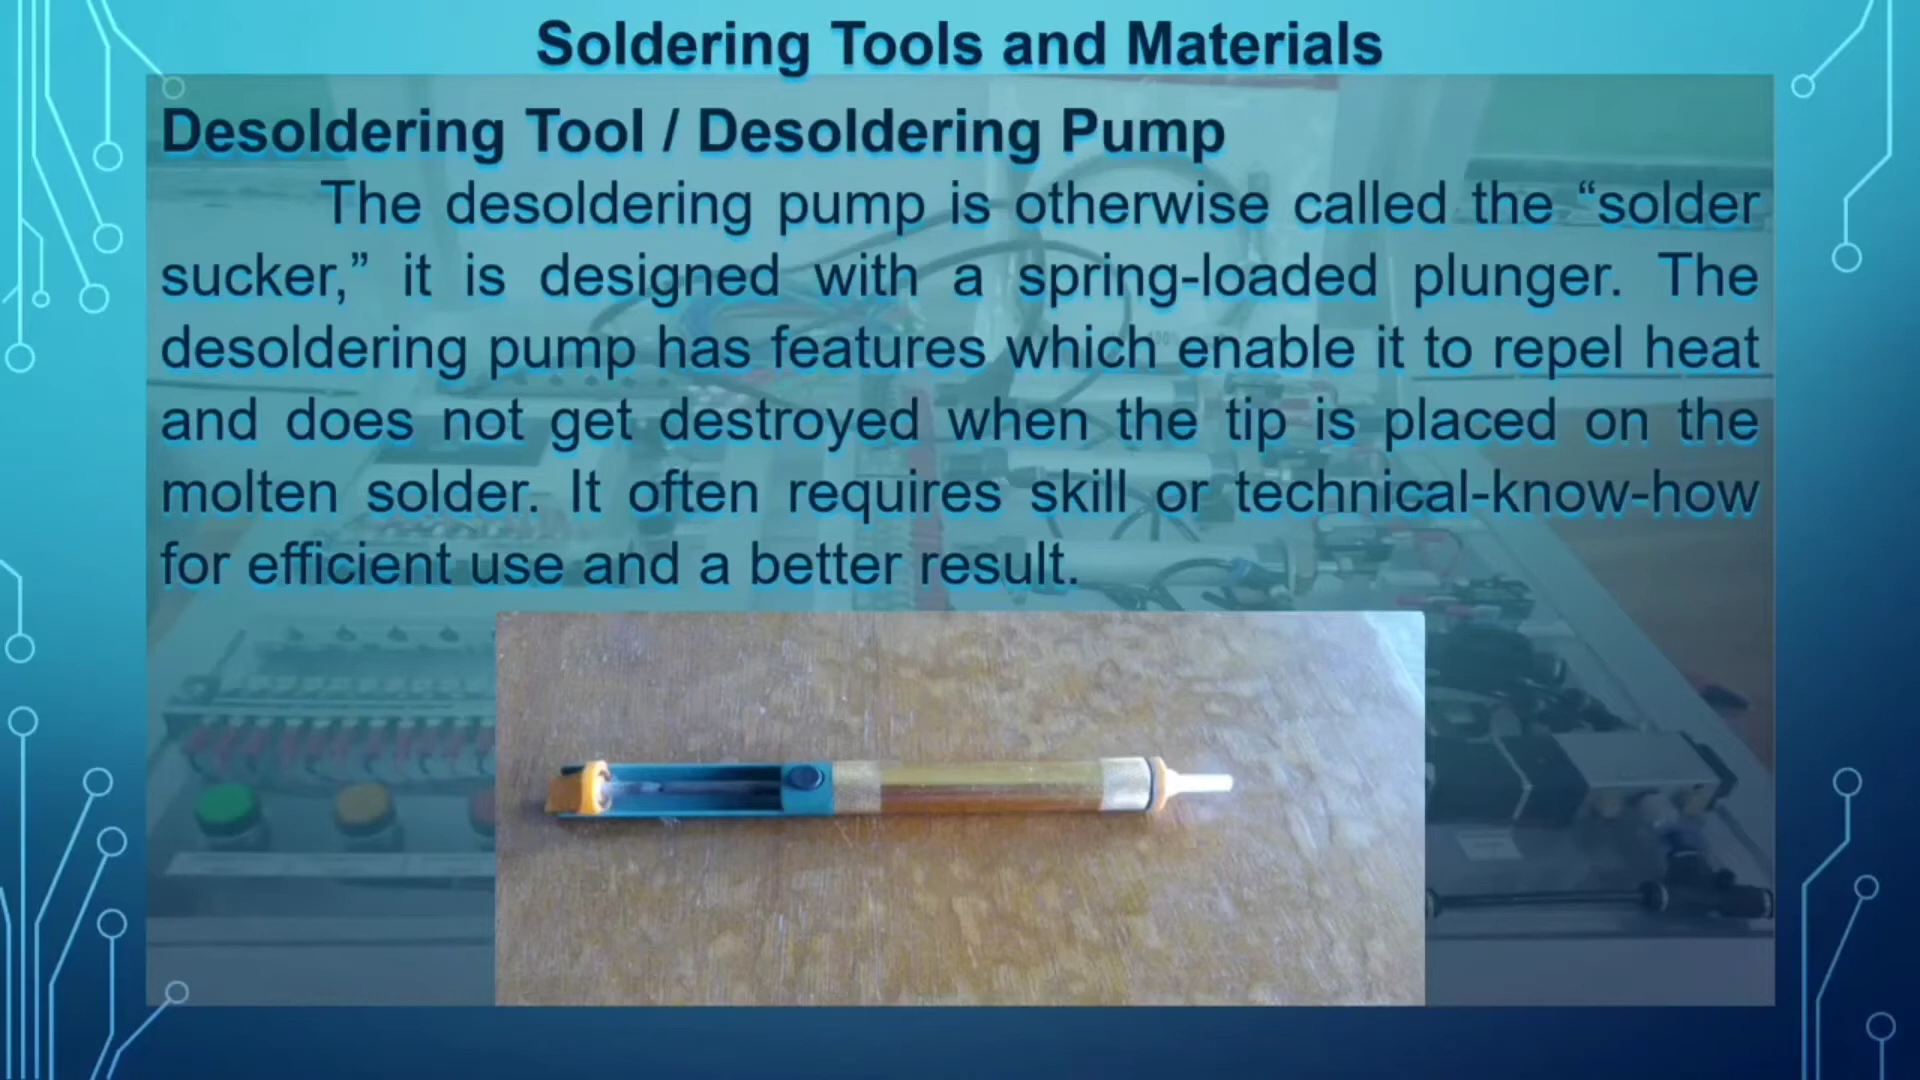 Soldering Tools and Materials
Desoldering Tool / Desoldering Pump
The desoldering pump is otherwise called the “solder
sucker,” it is designed with a spring-loaded plunger. The
desoldering pump has features which enable it to repel heat
and does not get destroyed when the tip is placed on the
molten solder. It often requires skill or technical-know-how
for efficient use and a better result.